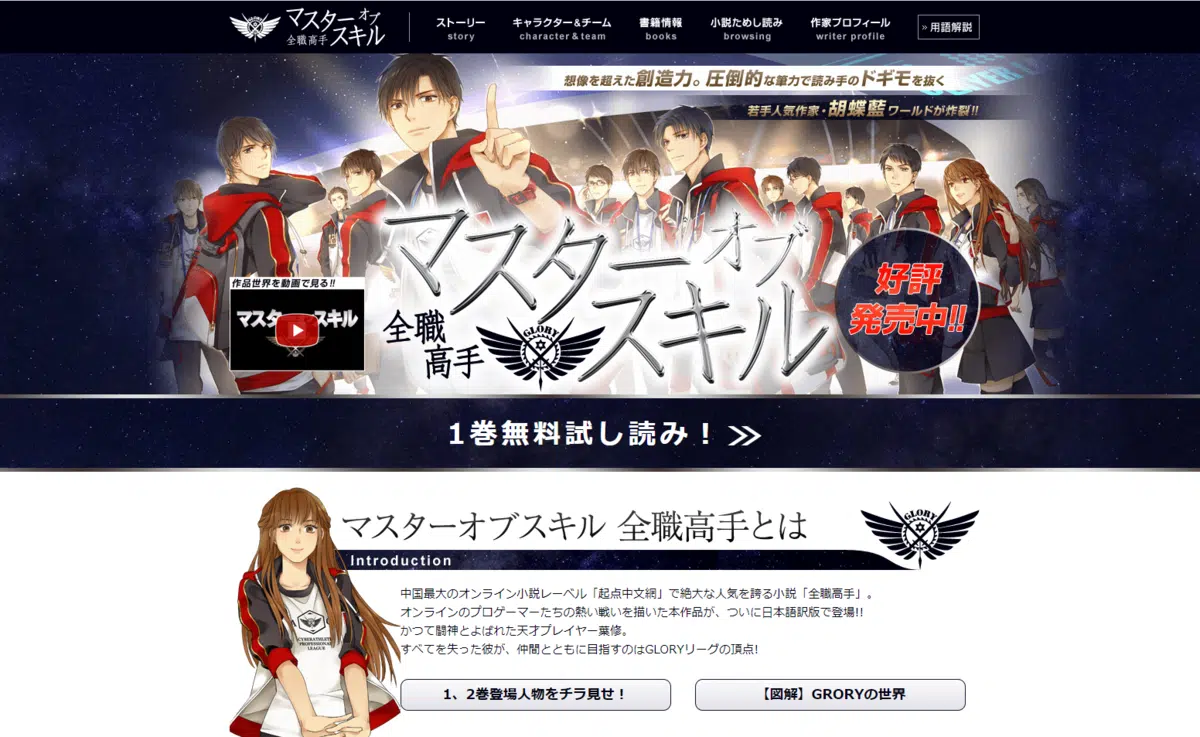 マスターオブスキル
全職高手
ストーリー
story
キャラクター&チーム
character & team
書籍情報
books
小説ためし読み
browsing
作家プロフィール
writer profile
» 用語解説
想像を超えた創造力。圧倒的な筆力で読み手のドギモを抜く
若手人気作家・胡蝶藍ワールドが炸裂!!
マスターオブスキル
全職高手
GLORY
好評発売中!!
作品世界を動画で見る!!
1巻無料試し読み！
マスターオブスキル 全職高手とは
GLORY
Introduction
中国最大のオンライン小説レーベル「起点中文網」で絶大な人気を誇る小説「全職高手」。
オンラインのプロゲーマーたちの熱い戦いを描いた本作品が、ついに日本語訳版で登場!!
かつて闘神とよばれた天才プレイヤー葉修。
すべてを失った彼が、仲間とともに目指すのはGLORYリーグの頂点!
CYBERATHLETE
PROFESSIONAL
LEAGUE
1、2巻登場人物をチラ見せ！
【図解】GRORYの世界